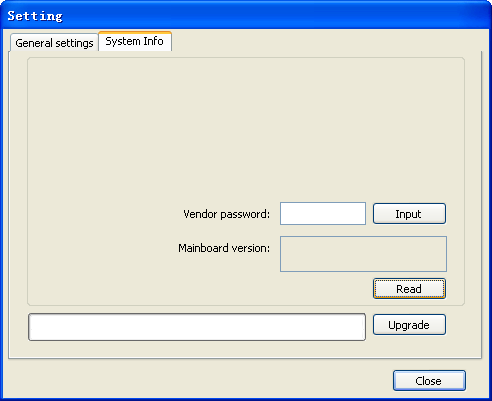 Setting
General settings
System Info
Vendor password:
Input
Mainboard version:
Read
Upgrade
Close